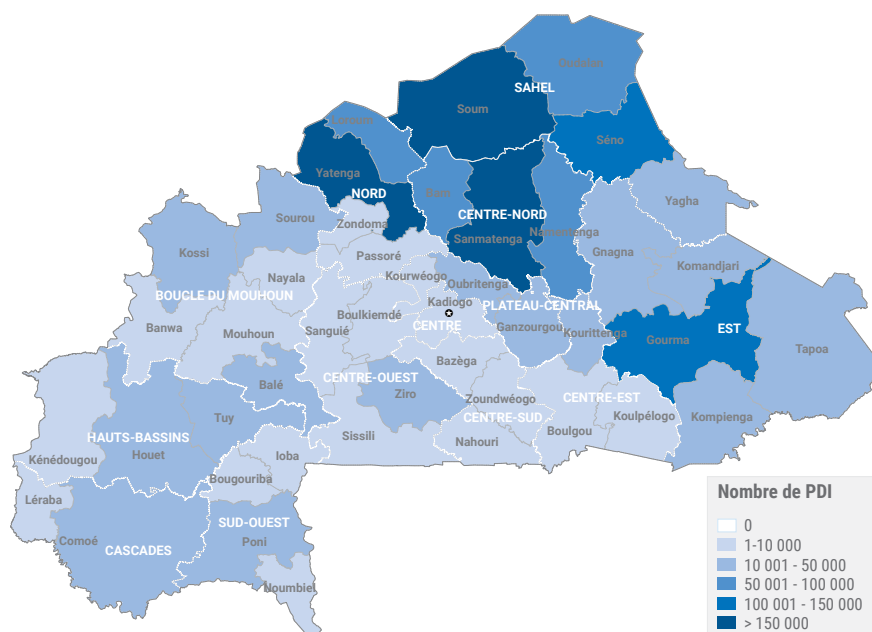 Oudalan
SAHEL
Soum
Loroum
Séno
Yatenga
Bam
NORD
Yagha
CENTRE-NORD
Sourou
Zondoma
Sanmatenga
Namentenga
Gnagna
Kossi
Passoré
Komandjari
Nayala
Kourwéogo
Oubritenga
BOUCLE DU MOUHOUN
Kadiogo
PLATEAU-CENTRAL
Boulkiemdé
Banwa
Mouhoun
Sanguié
CENTRE
Ganzourgou
Kourittenga
EST
Gourma
Tapoa
Bazèga
CENTRE-OUEST
Balé
Ziro
Zoundwéogo
CENTRE-EST
Tuy
CENTRE-SUD
Koulpélogo
Kompienga
HAUTS-BASSINS
Sissili
Boulgou
Houet
Nahouri
Ioba
Kénédougou
Bougouriba
Léraba
SUD-OUEST
Comoé
CASCADES
Poni
Noumbiel
Nombre de PDI
0
1-10 000
10 001 - 50 000
50 001 - 100 000
100 001 - 150 000
> 150 000